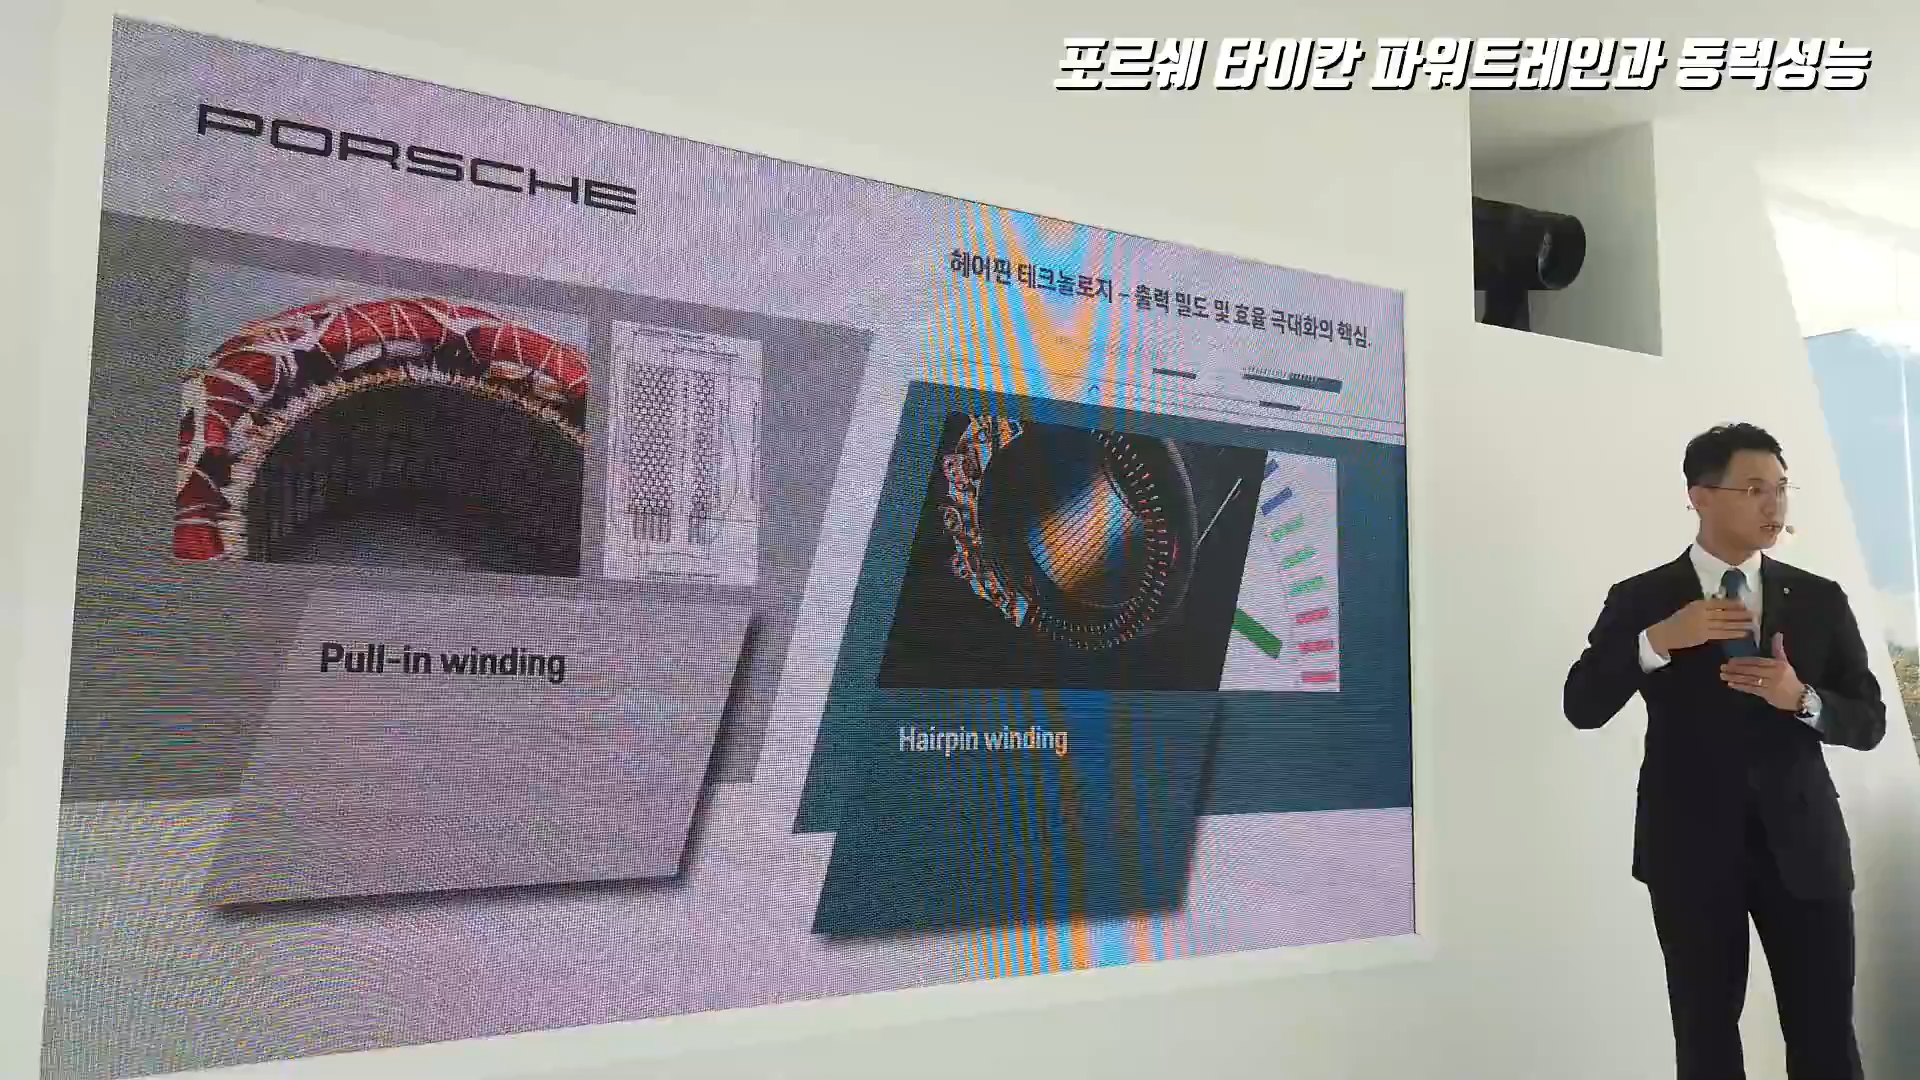 포르쉐 타이칸 파워트레인과 동력성능
PORSCHE
헤어핀 테크놀로지 – 출력 밀도 및 효율 극대화의 핵심.
Pull-in winding
Hairpin winding